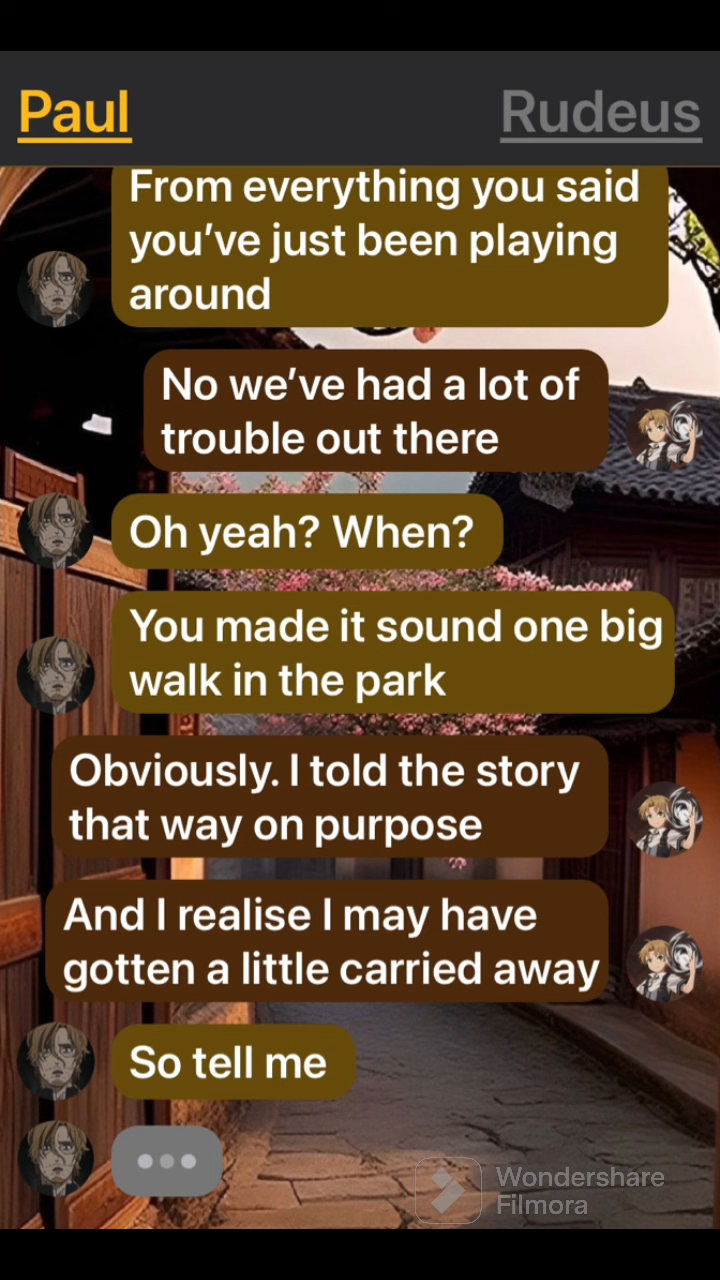 Paul
Rudeus
From everything you said
you've just been playing
around
No we've had a lot of
trouble out there
Oh yeah? When?
You made it sound one big
walk in the park
Obviously. I told the story
that way on purpose
And I realise I may have
gotten a little carried away
So tell me
Wondershare
Filmora